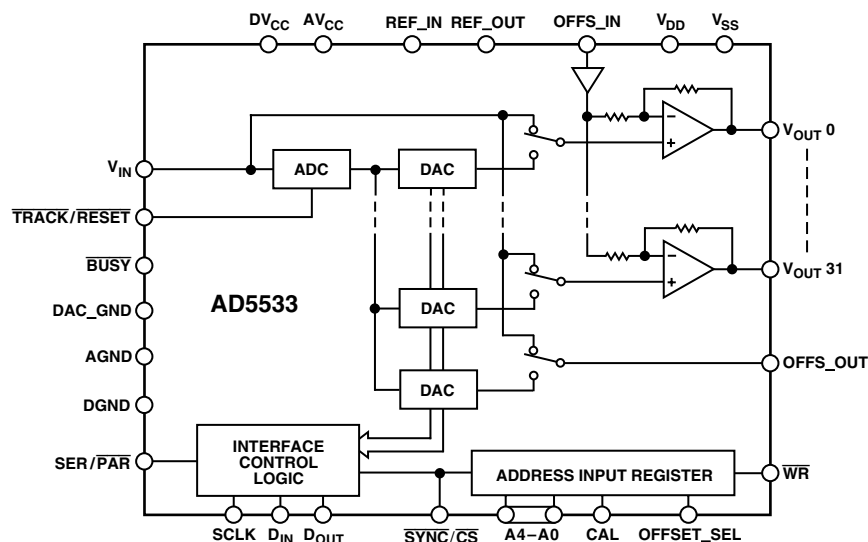 DVCC AVCC REF_IN REF_OUT OFFS_IN VDD VSS
VIN
ADC
DAC
VOUT 0
TRACK/RESET
BUSY
VOUT 31
DAC_GND
AD5533
DAC
AGND
OFFS_OUT
DAC
DGND
SER/PAR
INTERFACE
CONTROL
LOGIC
ADDRESS INPUT REGISTER
WR
SCLK DIN DOUT SYNC/CS A4–A0 CAL OFFSET_SEL